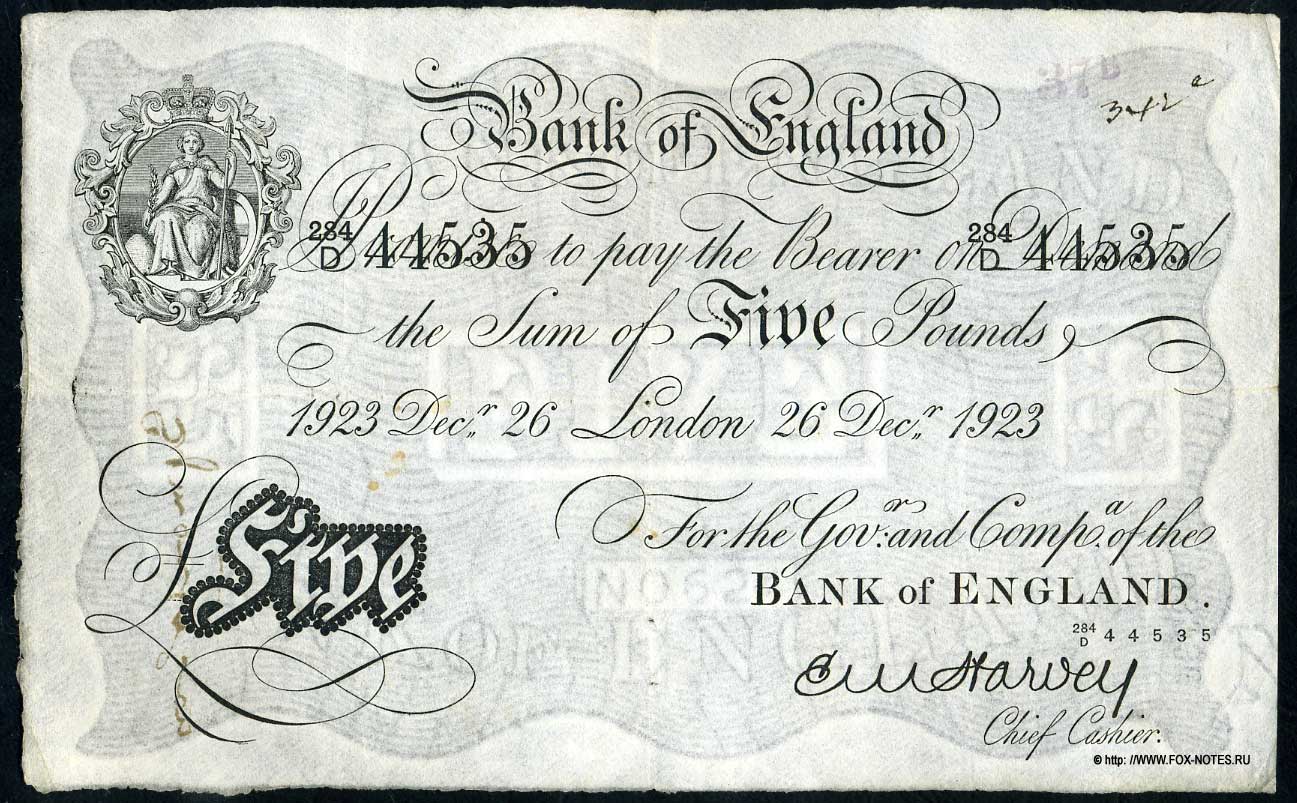 37 B
Bank of England
I Promise to pay the Bearer on Demand
284 D 44535 284 D 44535
the Sum of Five Pounds
1923 Decr. 26 London 26 Decr. 1923
For the Govr. and Compa. of the
BANK of ENGLAND.
£Five
284 D 44535
E M Harvey
Chief Cashier.
© http: //WWW.FOX-NOTES.RU